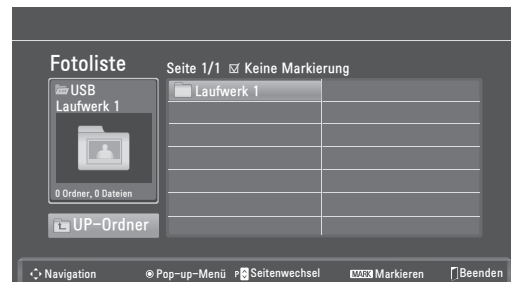 Fotoliste
Seite 1/1 Keine Markierung
USB
Laufwerk 1
0 Ordner, 0 Dateien
UP-Ordner
Laufwerk 1
Navigation Pop-up-Menü P Seitenwechsel MARK Markieren Beenden